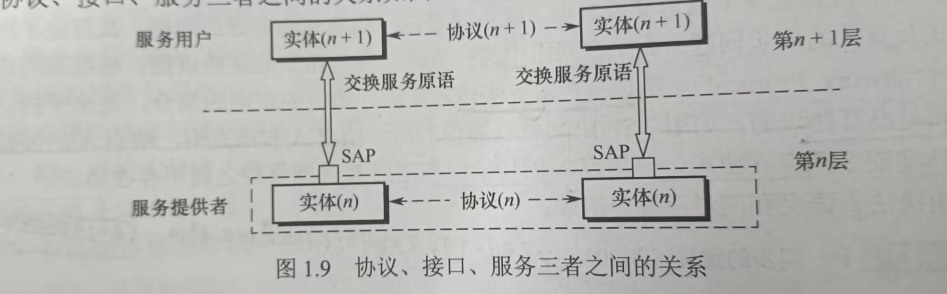 协议、接口、服务三者之间的关系如
服务用户 实体(n+1) 协议(n+1) 实体(n+1) 第n+1层
交换服务原语 交换服务原语
SAP SAP 第n层
服务提供者 实体(n) 协议(n) 实体(n)
图 1.9 协议、接口、服务三者之间的关系